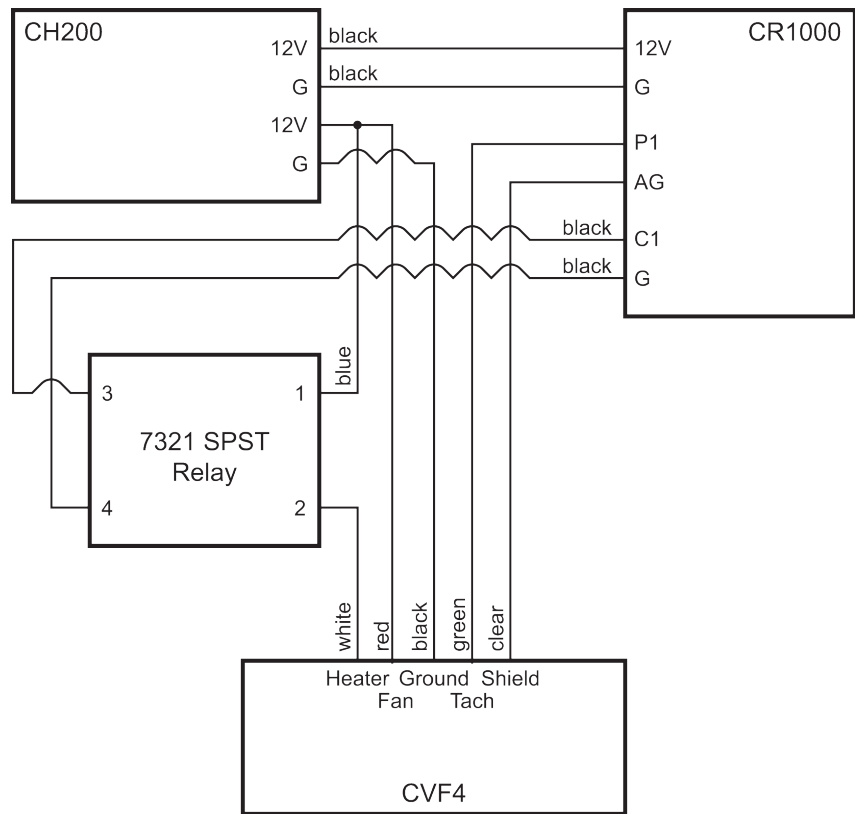 CH200
12V
G
12V
G
black
black
CR1000
12V
G
P1
AG
C1
G
black
black
blue
3
1
7321 SPST
Relay
4
2
white
red
black
green
clear
Heater Ground Shield
Fan Tach
CVF4